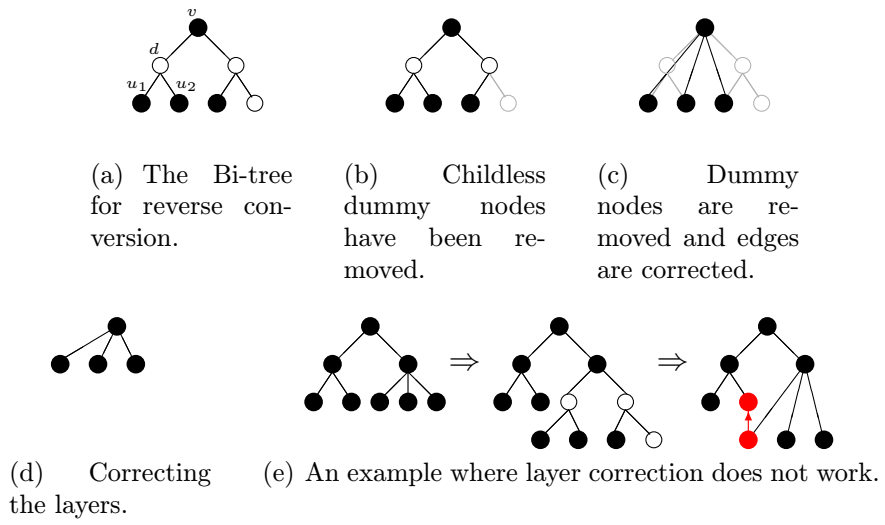 v
d
u1 u2
(a) The Bi-tree
for reverse con-
version.
(b) Childless
dummy nodes
have been re-
moved.
(c) Dummy
nodes are re-
moved and edges
are corrected.
⇒ ⇒
(d) Correcting
the layers.
(e) An example where layer correction does not work.